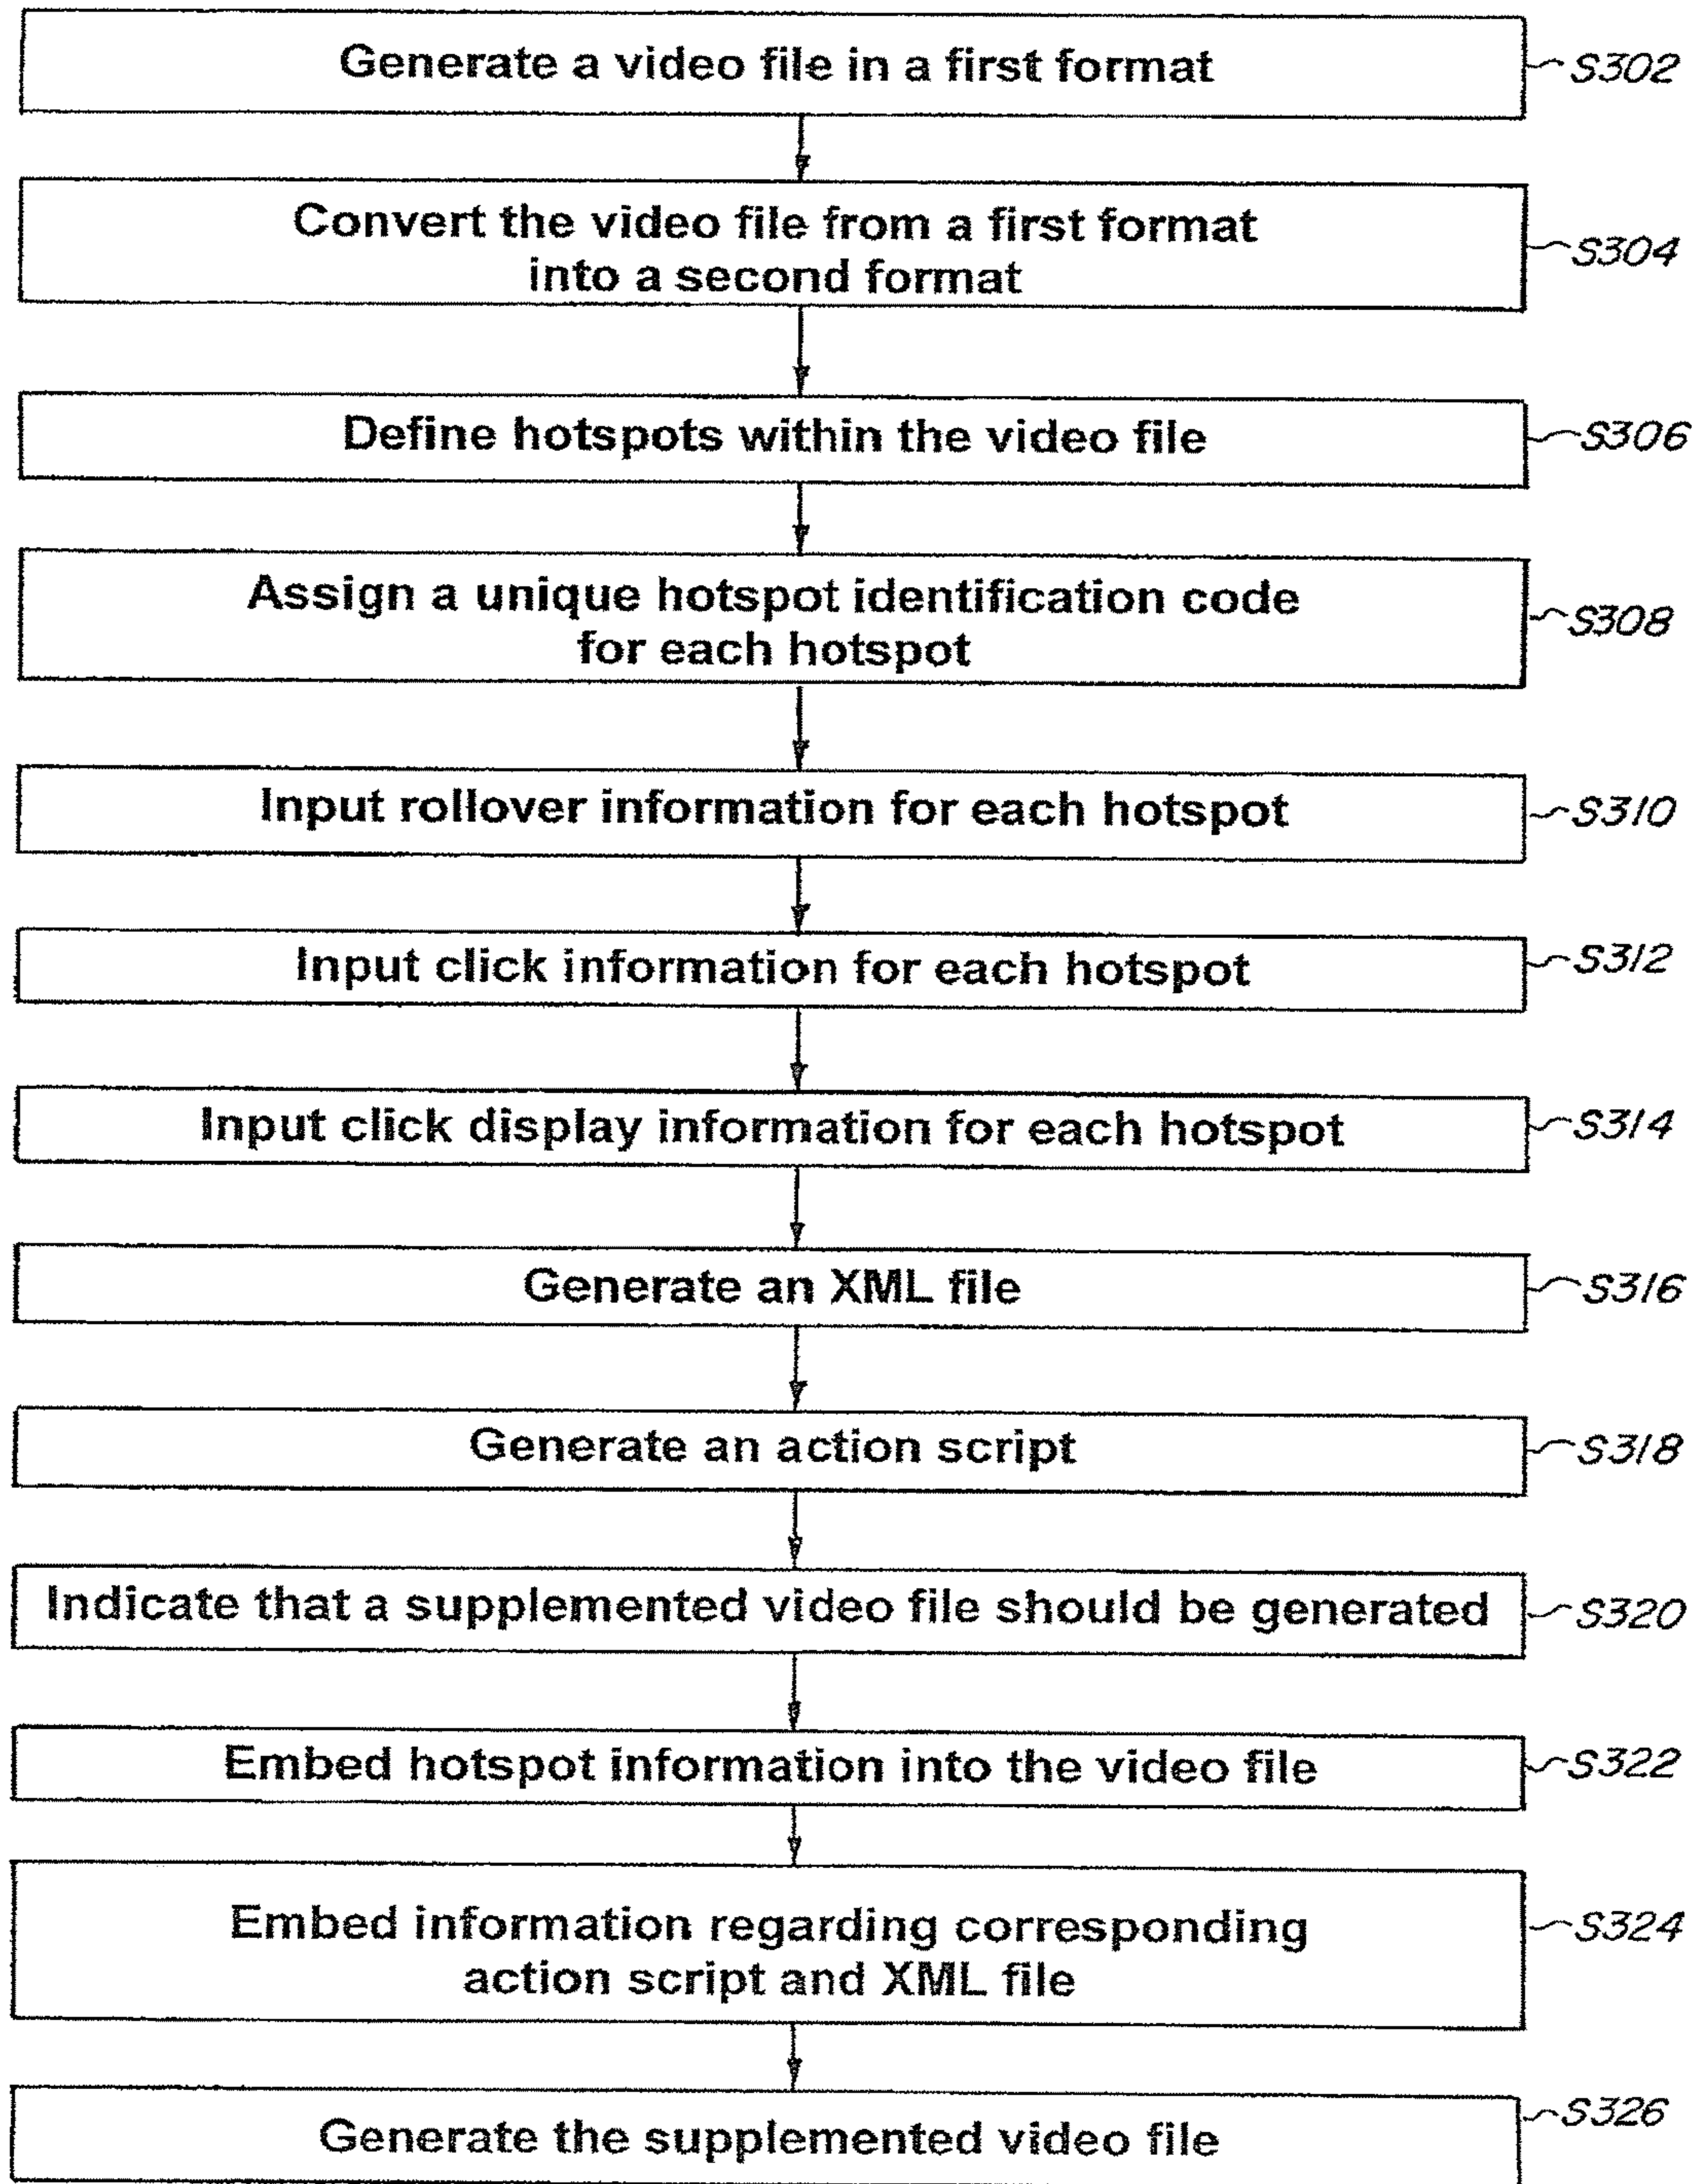 Generate a video file in a first format
S302
Convert the video file from a first format
into a second format
S304
Define hotspots within the video file
S306
Assign a unique hotspot identification code
for each hotspot
S308
Input rollover information for each hotspot
S310
Input click information for each hotspot
S312
Input click display information for each hotspot
S314
Generate an XML file
S316
Generate an action script
S318
Indicate that a supplemented video file should be generated
S320
Embed hotspot information into the video file
S322
Embed information regarding corresponding
action script and XML file
S324
Generate the supplemented video file
S326